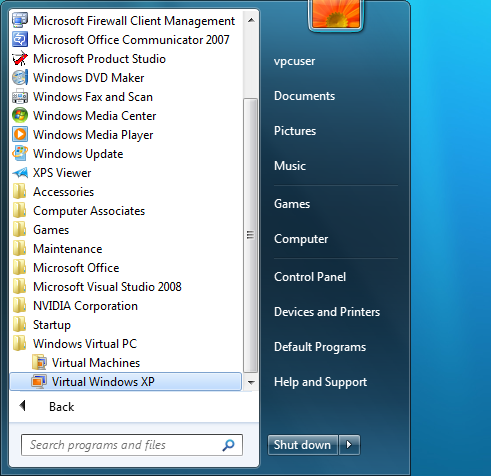 Microsoft Firewall Client Management
Microsoft Office Communicator 2007
Microsoft Product Studio
Windows DVD Maker
Windows Fax and Scan
Windows Media Center
Windows Media Player
Windows Update
XPS Viewer
Accessories
Computer Associates
Games
Maintenance
Microsoft Office
Microsoft Visual Studio 2008
NVIDIA Corporation
Startup
Windows Virtual PC
Virtual Machines
Virtual Windows XP
Back
Search programs and files
vpcuser
Documents
Pictures
Music
Games
Computer
Control Panel
Devices and Printers
Default Programs
Help and Support
Shut down